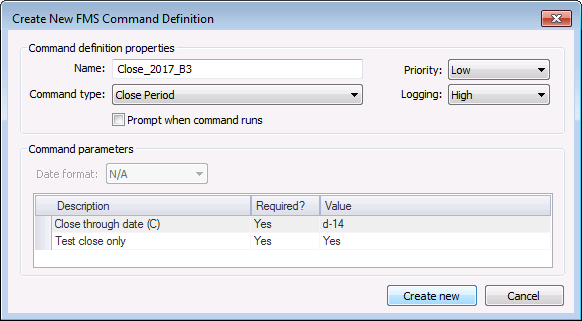 Create New FMS Command Definition
Command definition properties
Name: Close_2017_B3 Priority: Low
Command type: Close Period Logging: High
Prompt when command runs
Command parameters
Date format: N/A
Description Required? Value
Close through date (C) Yes d-14
Test close only Yes Yes
Create new Cancel